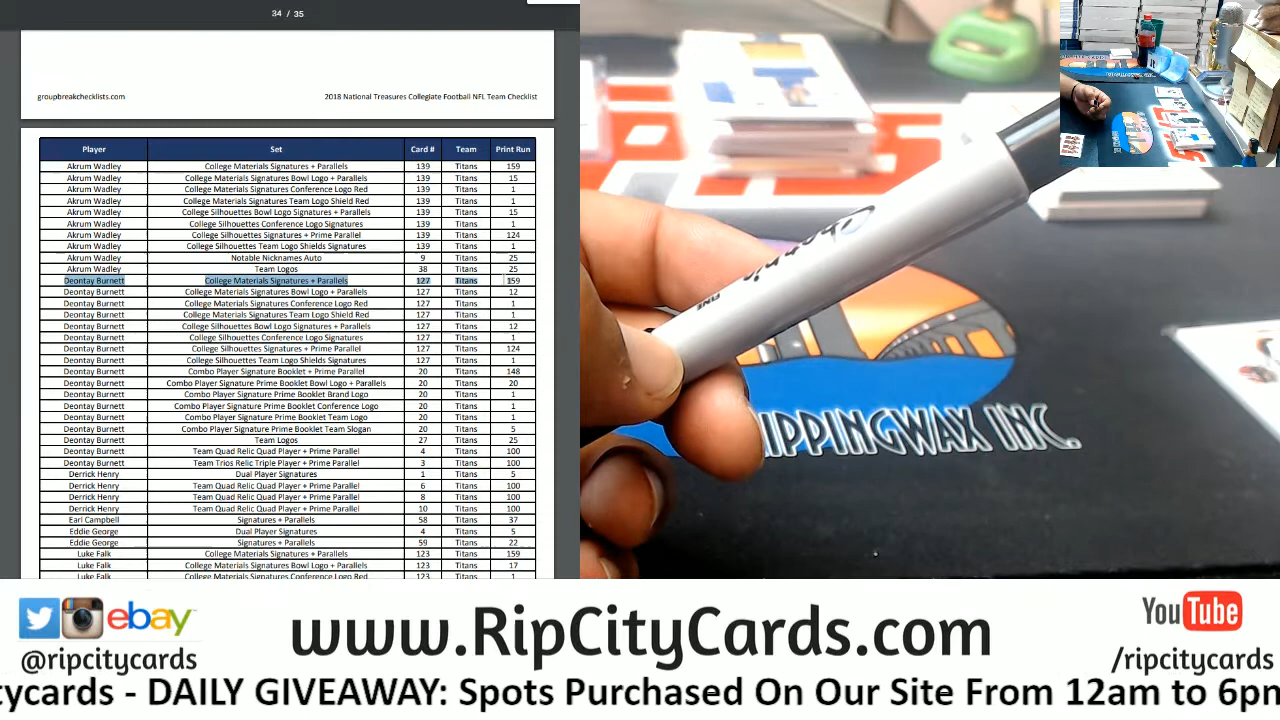 34 / 35
groupbreakchecklists.com 2018 National Treasures Collegiate Football NFL Team Checklist
Player Set Card # Team Print Run
Akrum Wadley College Materials Signatures + Parallels 139 Titans 159
Akrum Wadley College Materials Signatures Bowl Logo + Parallels 139 Titans 15
Akrum Wadley College Materials Signatures Conference Logo Red 139 Titans 1
Akrum Wadley College Materials Signatures Team Logo Shield Red 139 Titans 1
Akrum Wadley College Silhouettes Bowl Logo Signatures + Parallels 139 Titans 15
Akrum Wadley College Silhouettes Conference Logo Signatures 139 Titans 1
Akrum Wadley College Silhouettes Signatures + Prime Parallel 139 Titans 124
Akrum Wadley College Silhouettes Team Logo Shields Signatures 139 Titans 1
Akrum Wadley Notable Nicknames Auto 9 Titans 25
Akrum Wadley Team Logos 38 Titans 25
Deontay Burnett College Materials Signatures + Parallels 127 Titans 159
Deontay Burnett College Materials Signatures Bowl Logo + Parallels 127 Titans 12
Deontay Burnett College Materials Signatures Conference Logo Red 127 Titans 1
Deontay Burnett College Materials Signatures Team Logo Shield Red 127 Titans 1
Deontay Burnett College Silhouettes Bowl Logo Signatures + Parallels 127 Titans 12
Deontay Burnett College Silhouettes Conference Logo Signatures 127 Titans 1
Deontay Burnett College Silhouettes Signatures + Prime Parallel 127 Titans 124
Deontay Burnett College Silhouettes Team Logo Shields Signatures 127 Titans 1
Deontay Burnett Combo Player Signature Booklet + Prime Parallel 20 Titans 148
Deontay Burnett Combo Player Signature Prime Booklet Bowl Logo + Parallels 20 Titans 20
Deontay Burnett Combo Player Signature Prime Booklet Brand Logo 20 Titans 1
Deontay Burnett Combo Player Signature Prime Booklet Conference Logo 20 Titans 1
Deontay Burnett Combo Player Signature Prime Booklet Team Logo 20 Titans 1
Deontay Burnett Combo Player Signature Prime Booklet Team Slogan 20 Titans 5
Deontay Burnett Team Logos 27 Titans 25
Deontay Burnett Team Quad Relic Quad Player + Prime Parallel 4 Titans 100
Deontay Burnett Team Trios Relic Triple Player + Prime Parallel 3 Titans 100
Derrick Henry Dual Player Signatures 1 Titans 5
Derrick Henry Team Quad Relic Quad Player + Prime Parallel 6 Titans 100
Derrick Henry Team Quad Relic Quad Player + Prime Parallel 8 Titans 100
Derrick Henry Team Quad Relic Quad Player + Prime Parallel 10 Titans 100
Earl Campbell Signatures + Parallels 58 Titans 37
Eddie George Dual Player Signatures 4 Titans 5
Eddie George Signatures + Parallels 59 Titans 22
Luke Falk College Materials Signatures + Parallels 123 Titans 159
Luke Falk College Materials Signatures Bowl Logo + Parallels 123 Titans 17
Luke Falk College Materials Signatures Conference Logo Red 123 Titans 1
Sharpie
FINE
IPPINGWAX INC.
ebay
@ripcitycards
www.RipCityCards.com
YouTube
/ripcitycards
tycards - DAILY GIVEAWAY: Spots Purchased On Our Site From 12am to 6pm